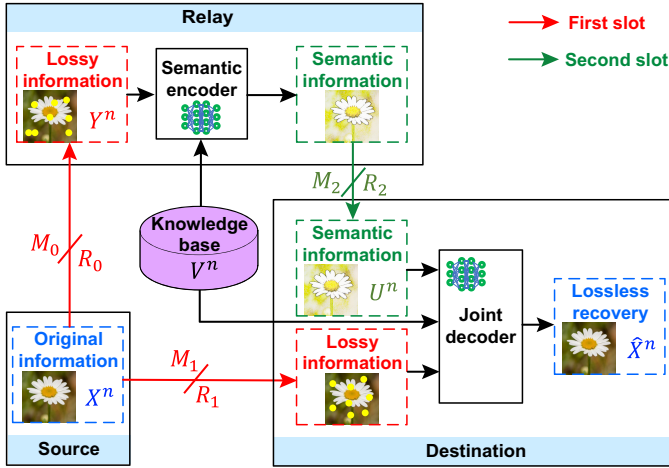 Relay
Lossy
information
Y^n
Semantic
encoder
Semantic
information
First slot
Second slot
M_2
R_2
M_0
R_0
Knowledge
base
V^n
Semantic
information
U^n
Joint
decoder
Lossless
recovery
X̂^n
Original
information
X^n
M_1
R_1
Lossy
information
Source
Destination